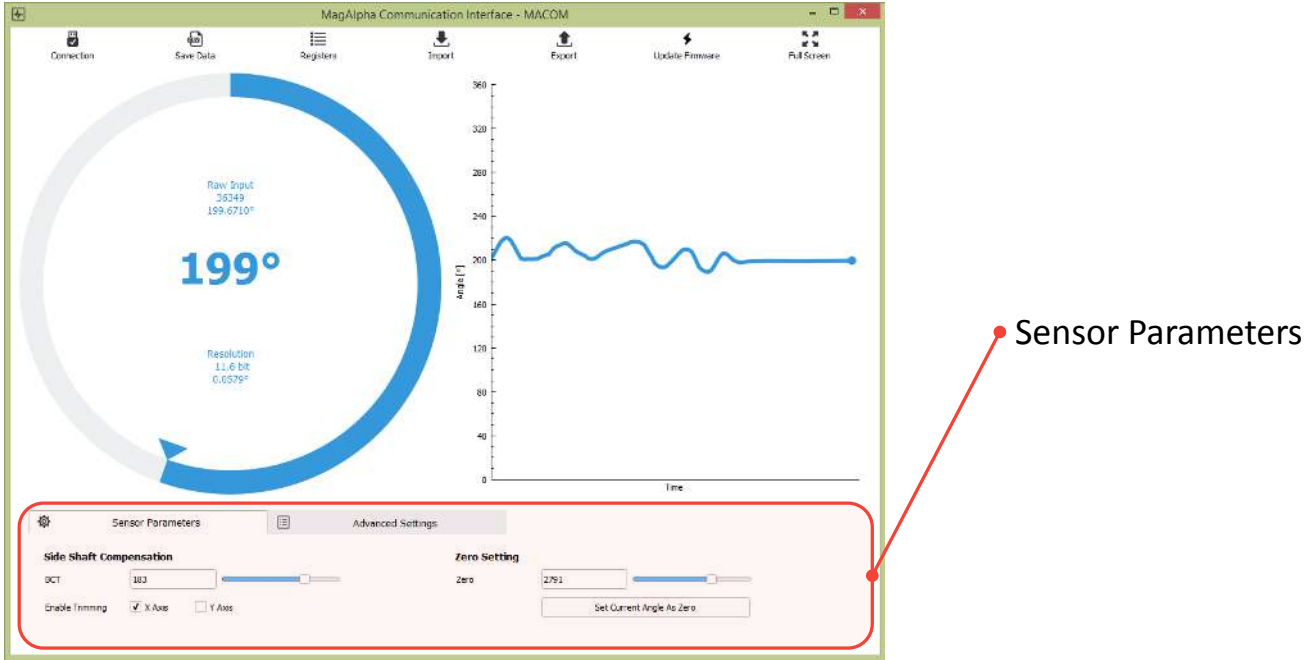 MagAlpha Communication Interface - MACOM
Connection Save Data Registers Import Export Update Firmware Full Screen
Raw Input
36349
199.6710°
199°
Resolution
11.6 bit
0.0579°
360
320
280
240
200
160
120
80
40
0
Angle [°]
Time
Sensor Parameters
Sensor Parameters Advanced Settings
Side Shaft Compensation Zero Setting
BCT 183 Zero 2791
Enable Trimming X Axis Y Axis Set Current Angle As Zero